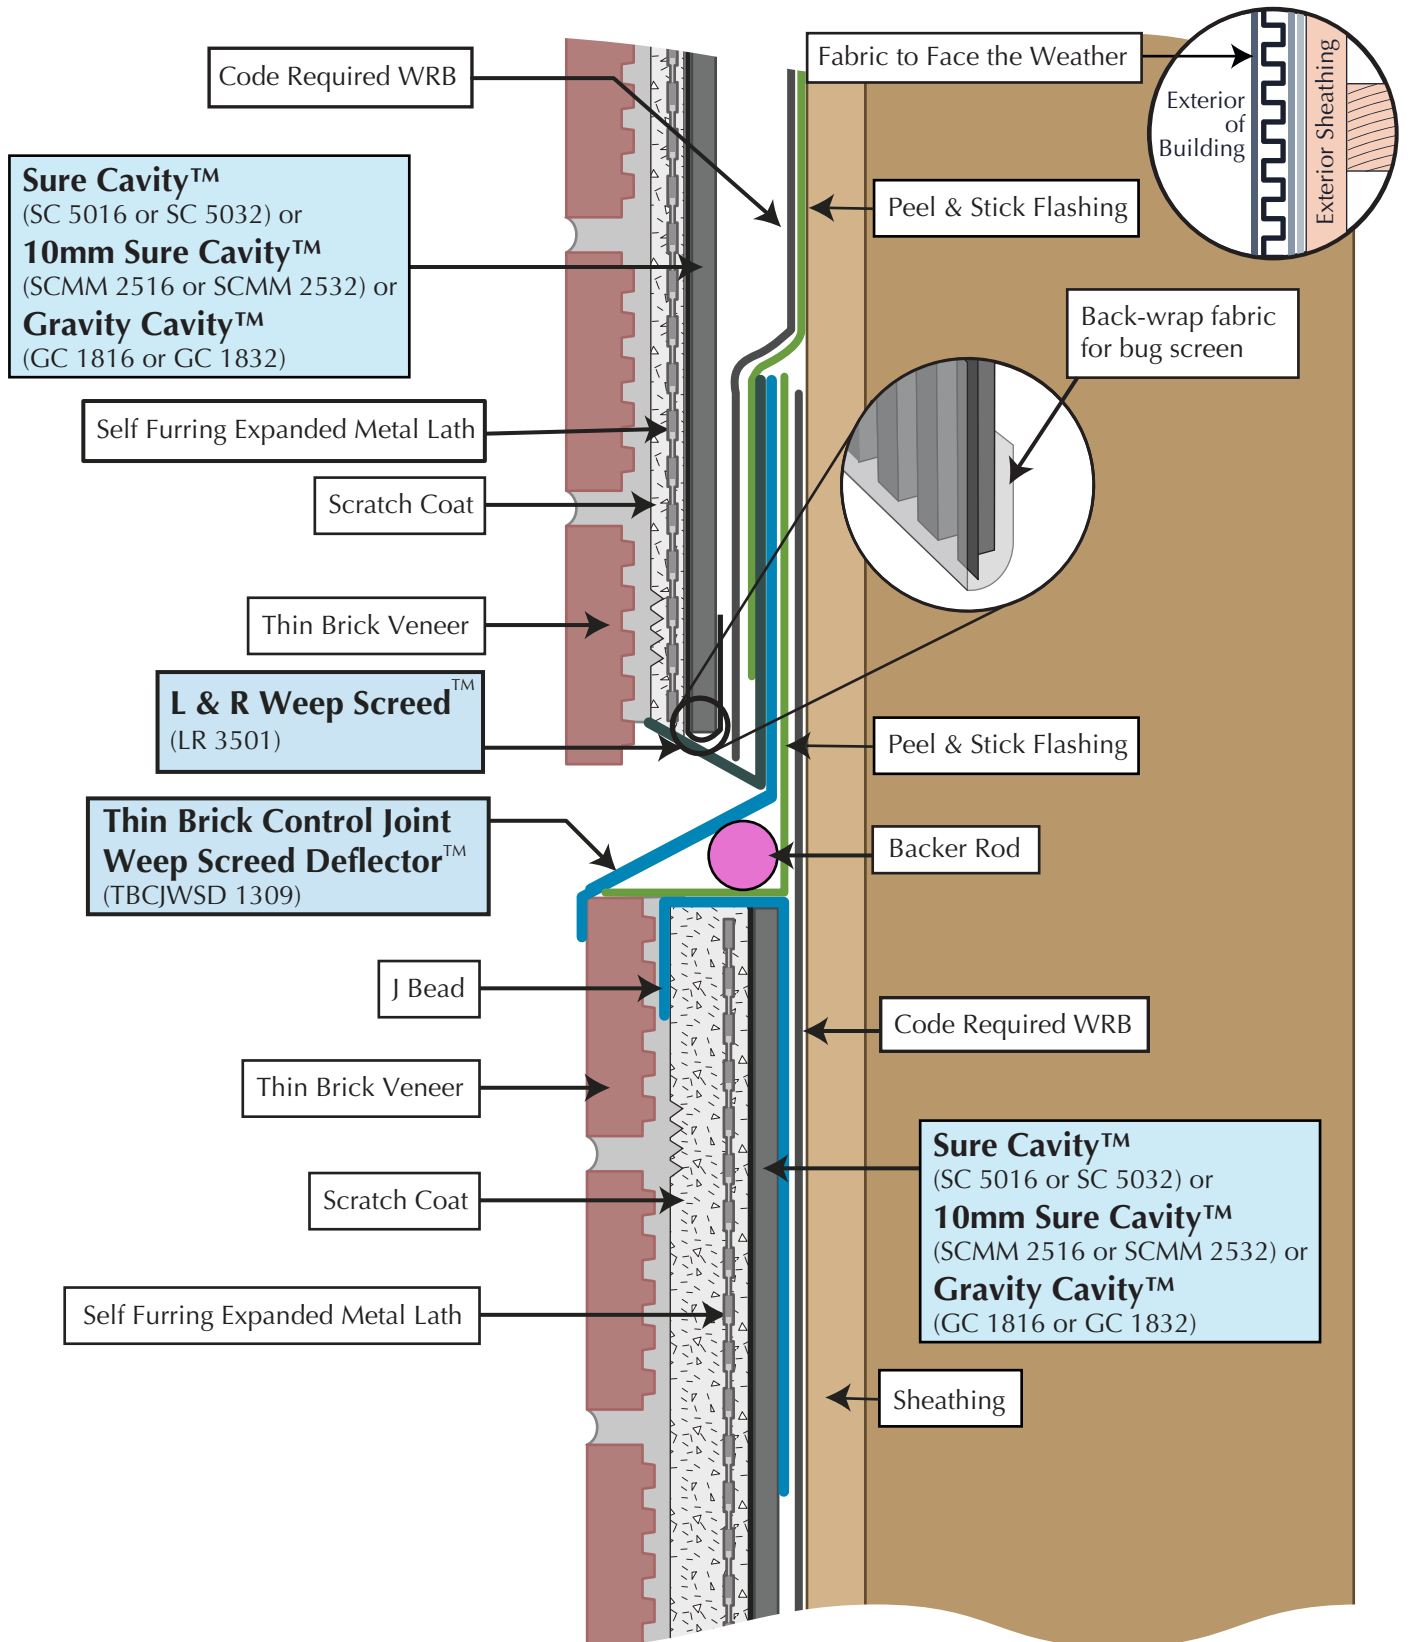 Code Required WRB
Fabric to Face the Weather
Exterior
of
Building
Exterior Sheathing
Sure Cavity™
(SC 5016 or SC 5032) or
10mm Sure Cavity™
(SCMM 2516 or SCMM 2532) or
Gravity Cavity™
(GC 1816 or GC 1832)
Peel & Stick Flashing
Back-wrap fabric
for bug screen
Self Furring Expanded Metal Lath
Scratch Coat
Thin Brick Veneer
L & R Weep Screed™
(LR 3501)
Peel & Stick Flashing
Thin Brick Control Joint
Weep Screed Deflector™
(TBCJWSD 1309)
Backer Rod
J Bead
Code Required WRB
Thin Brick Veneer
Scratch Coat
Sure Cavity™
(SC 5016 or SC 5032) or
10mm Sure Cavity™
(SCMM 2516 or SCMM 2532) or
Gravity Cavity™
(GC 1816 or GC 1832)
Self Furring Expanded Metal Lath
Sheathing